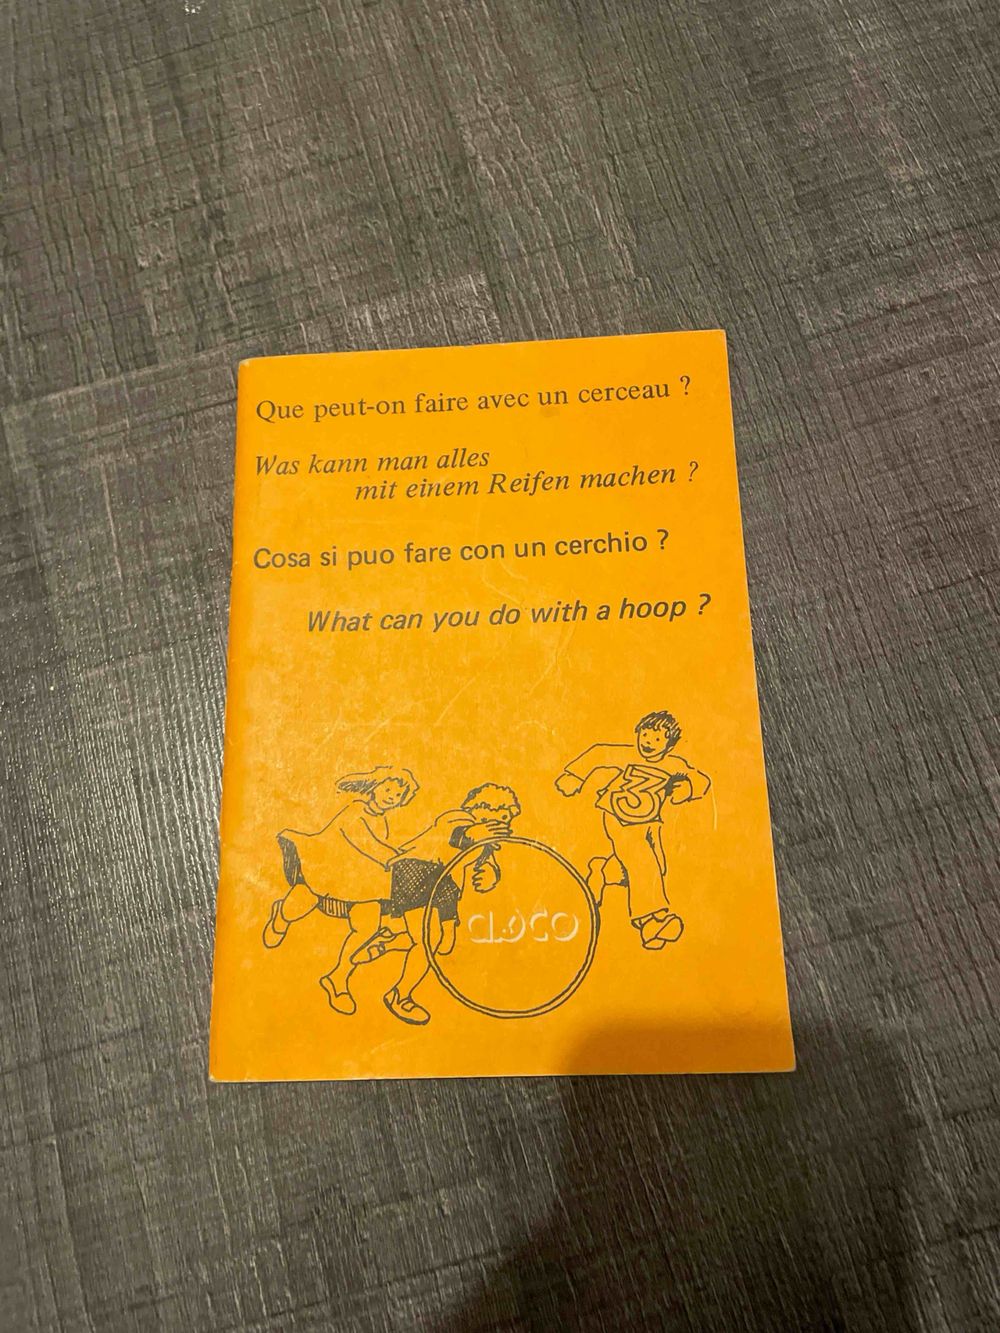 Que peut-on faire avec un cerceau ?
Was kann man alles
mit einem Reifen machen ?
Cosa si puo fare con un cerchio ?
What can you do with a hoop ?
3